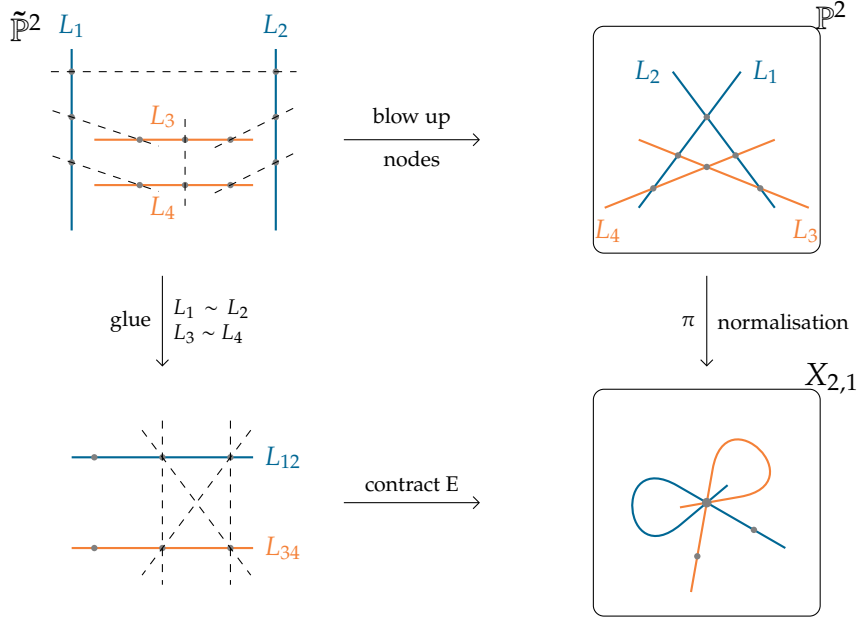 ℙ̃² L₁ L₂
ℙ²
L₂ L₁
L₃
blow up
nodes
L₄
L₄ L₃
glue
L₁ ~ L₂
L₃ ~ L₄
π normalisation
X₂,₁
L₁₂
contract E
L₃₄